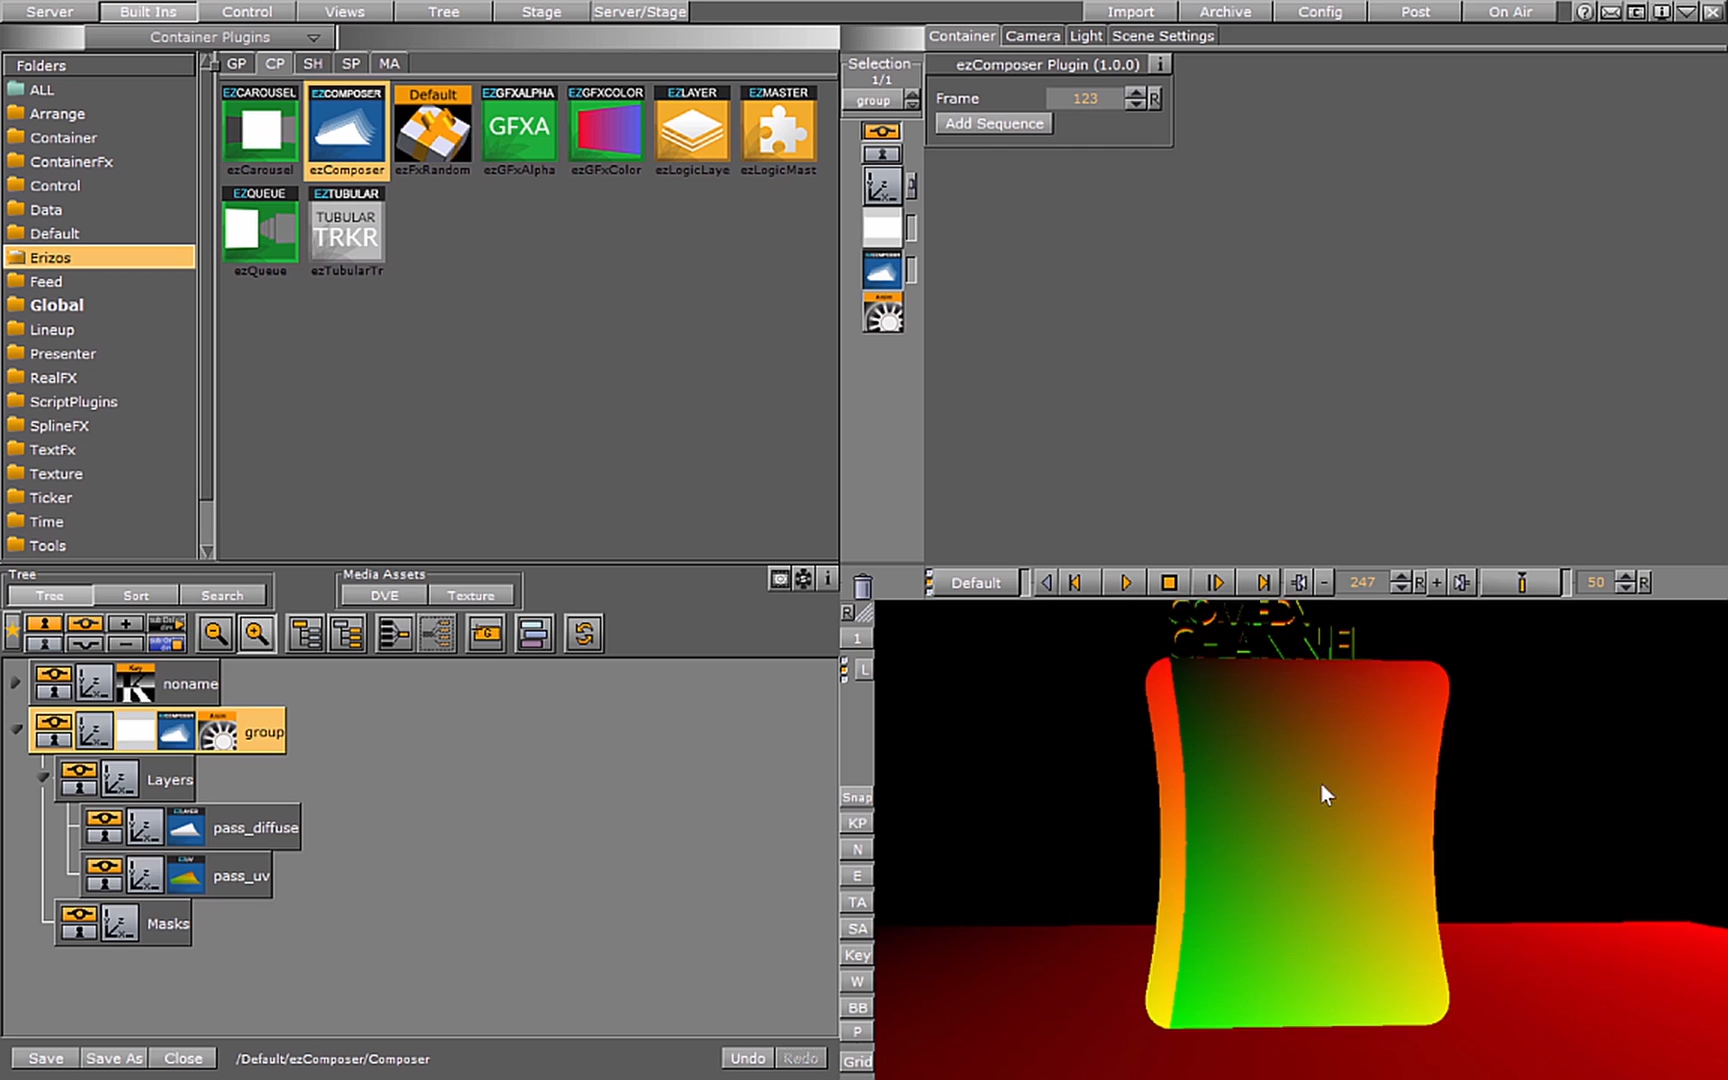 Server Built Ins Control Views Tree Stage Server/Stage Import Archive Config Post On Air
Container Plugins
Folders
ALL
Arrange
Container
ContainerFx
Control
Data
Default
Erizos
Feed
Global
Lineup
Presenter
RealFX
ScriptPlugins
SplineFX
TextFx
Texture
Ticker
Time
Tools
GP CP SH SP MA
EZCAROUSEL EZCOMPOSER Default EZGFXALPHA EZGFXCOLOR EZLAYER EZMASTER
GFXA
ezCarousel ezComposer ezFxRandom ezGFxAlpha ezGFxColor ezLogicLaye ezLogicMast
EZQUEUE EZTUBULAR
TUBULAR
TRKR
ezQueue ezTubularTr
Selection
1/1
group
Container Camera Light Scene Settings
ezComposer Plugin (1.0.0) i
Frame 123 R
Add Sequence
Tree
Tree Sort Search
Media Assets
DVE Texture
noname
group
Layers
pass_diffuse
pass_uv
Masks
Save Save As Close /Default/ezComposer/Composer Undo Redo
Default - 247 R + 50 R
R
1
L
Snap
KP
N
E
TA
SA
Key
W
BB
P
Grid